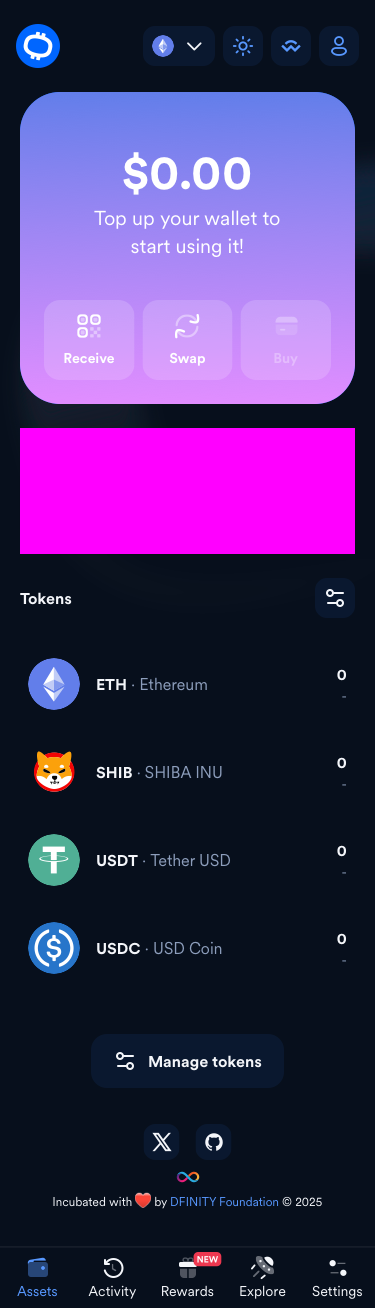 $0.00
Top up your wallet to
start using it!
Receive
Swap
Buy
Tokens
ETH · Ethereum
0
-
SHIB · SHIBA INU
0
-
USDT · Tether USD
0
-
USDC · USD Coin
0
-
Manage tokens
Incubated with ❤️ by DFINITY Foundation © 2025
NEW
Assets
Activity
Rewards
Explore
Settings